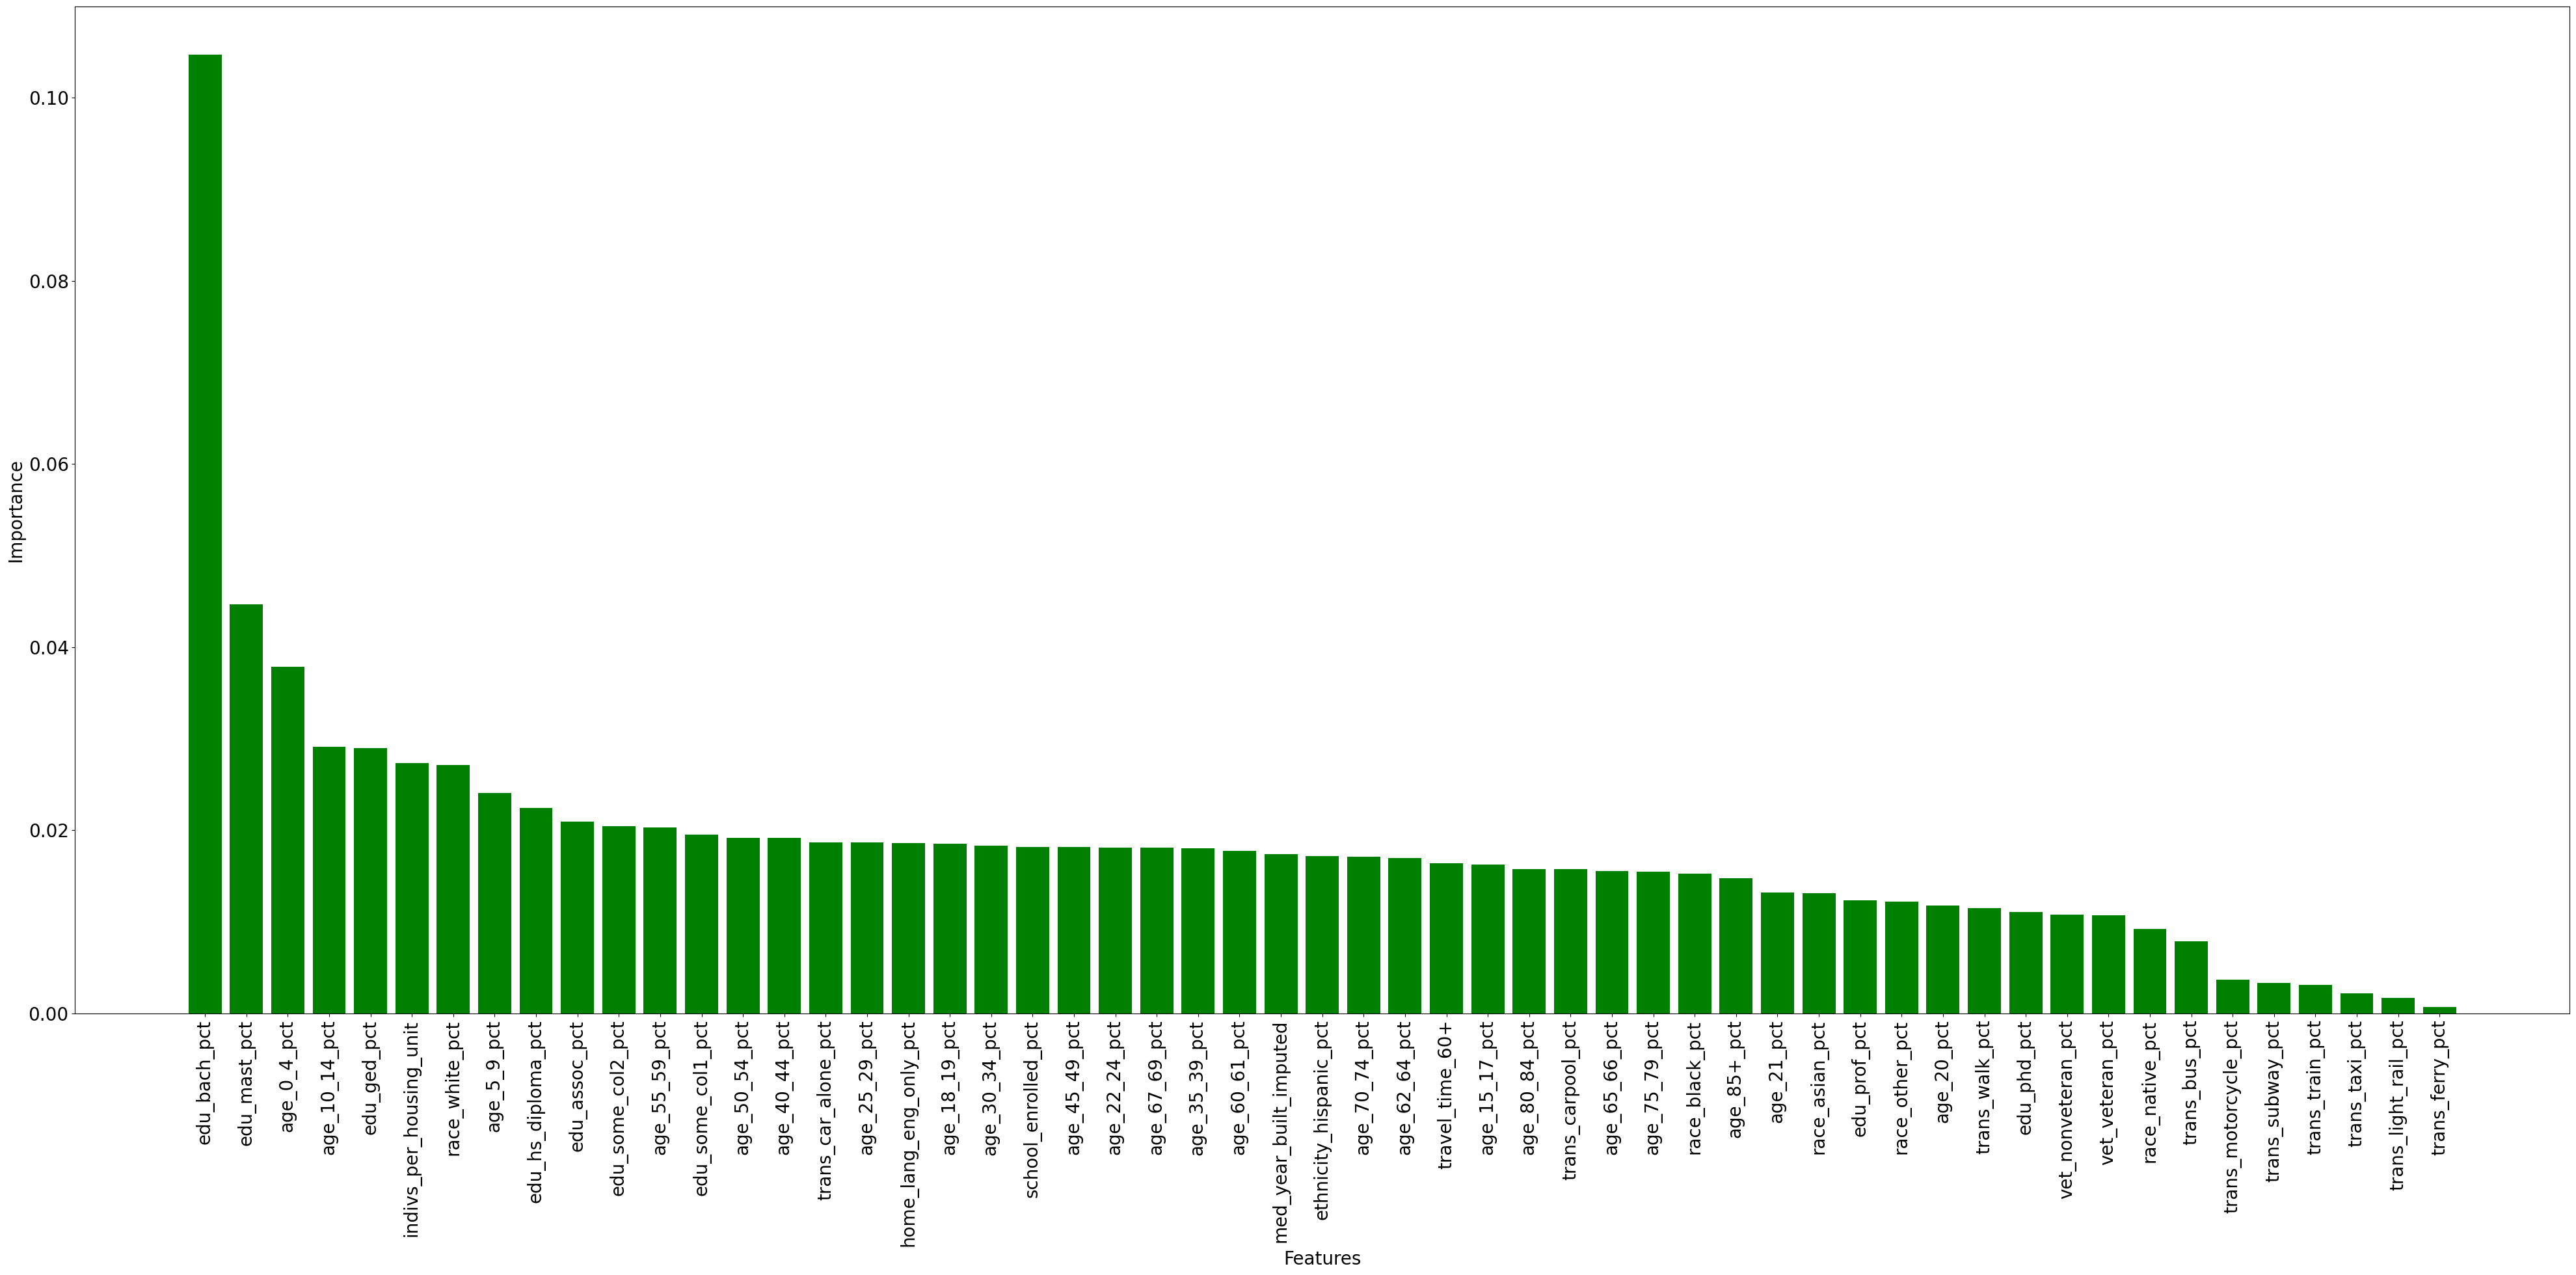 0.10
0.08
0.06
0.04
0.02
0.00
Importance
edu_bach_pct
edu_mast_pct
age_0_4_pct
age_10_14_pct
edu_ged_pct
indivs_per_housing_unit
race_white_pct
age_5_9_pct
edu_hs_diploma_pct
edu_assoc_pct
edu_some_col2_pct
age_55_59_pct
edu_some_col1_pct
age_50_54_pct
age_40_44_pct
trans_car_alone_pct
age_25_29_pct
home_lang_eng_only_pct
age_18_19_pct
age_30_34_pct
school_enrolled_pct
age_45_49_pct
age_22_24_pct
age_67_69_pct
age_35_39_pct
age_60_61_pct
med_year_built_imputed
ethnicity_hispanic_pct
age_70_74_pct
age_62_64_pct
travel_time_60+
age_15_17_pct
age_80_84_pct
trans_carpool_pct
age_65_66_pct
age_75_79_pct
race_black_pct
age_85+_pct
age_21_pct
race_asian_pct
edu_prof_pct
race_other_pct
age_20_pct
trans_walk_pct
edu_phd_pct
vet_nonveteran_pct
vet_veteran_pct
race_native_pct
trans_bus_pct
trans_motorcycle_pct
trans_subway_pct
trans_train_pct
trans_taxi_pct
trans_light_rail_pct
trans_ferry_pct
Features